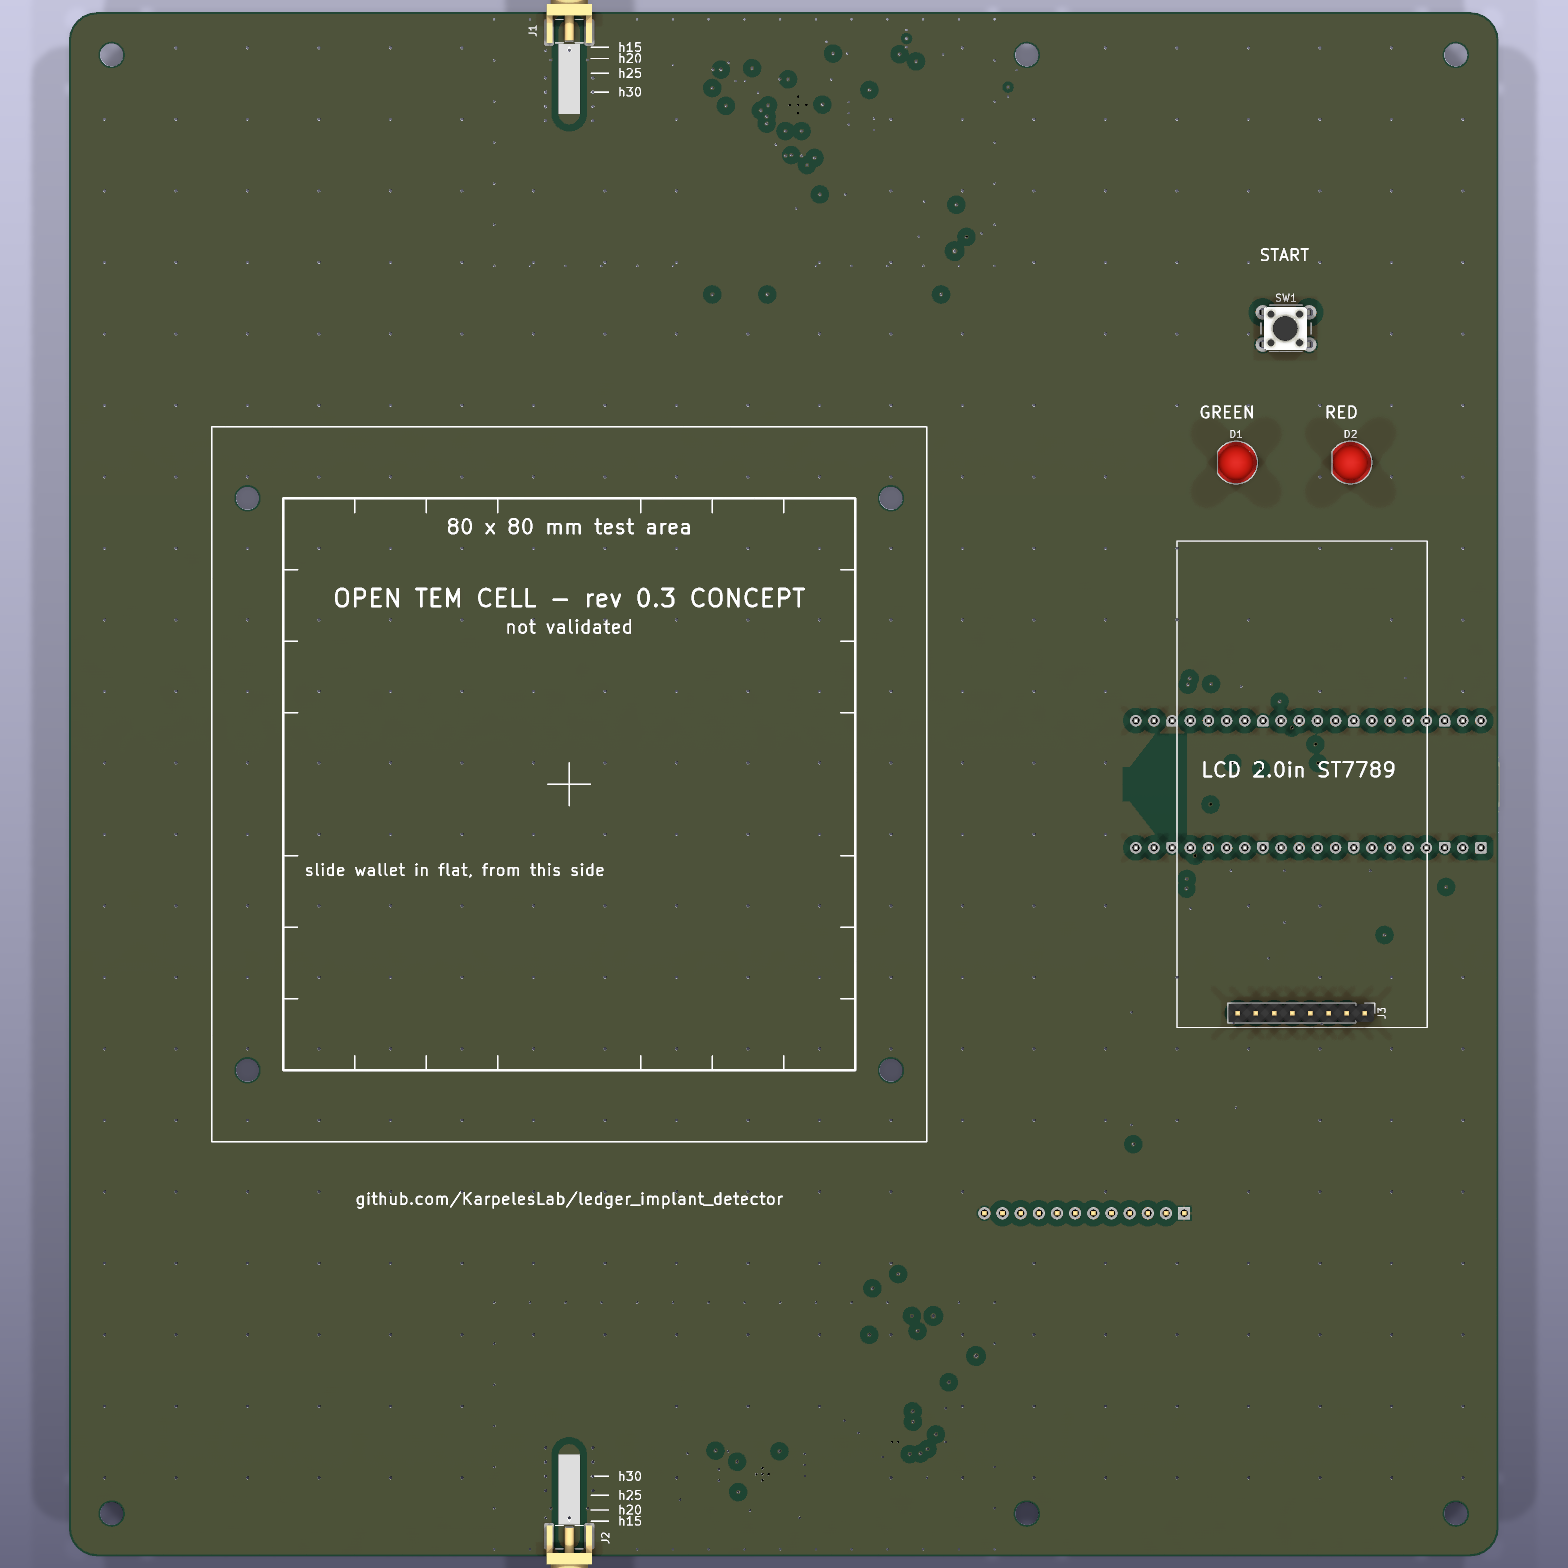 J1
h15
h20
h25
h30
START
SW1
GREEN
RED
D1
D2
80 x 80 mm test area
OPEN TEM CELL — rev 0.3 CONCEPT
not validated
LCD 2.0in ST7789
slide wallet in flat, from this side
J3
github.com/KarpelesLab/ledger_implant_detector
h30
h25
h20
h15
J2